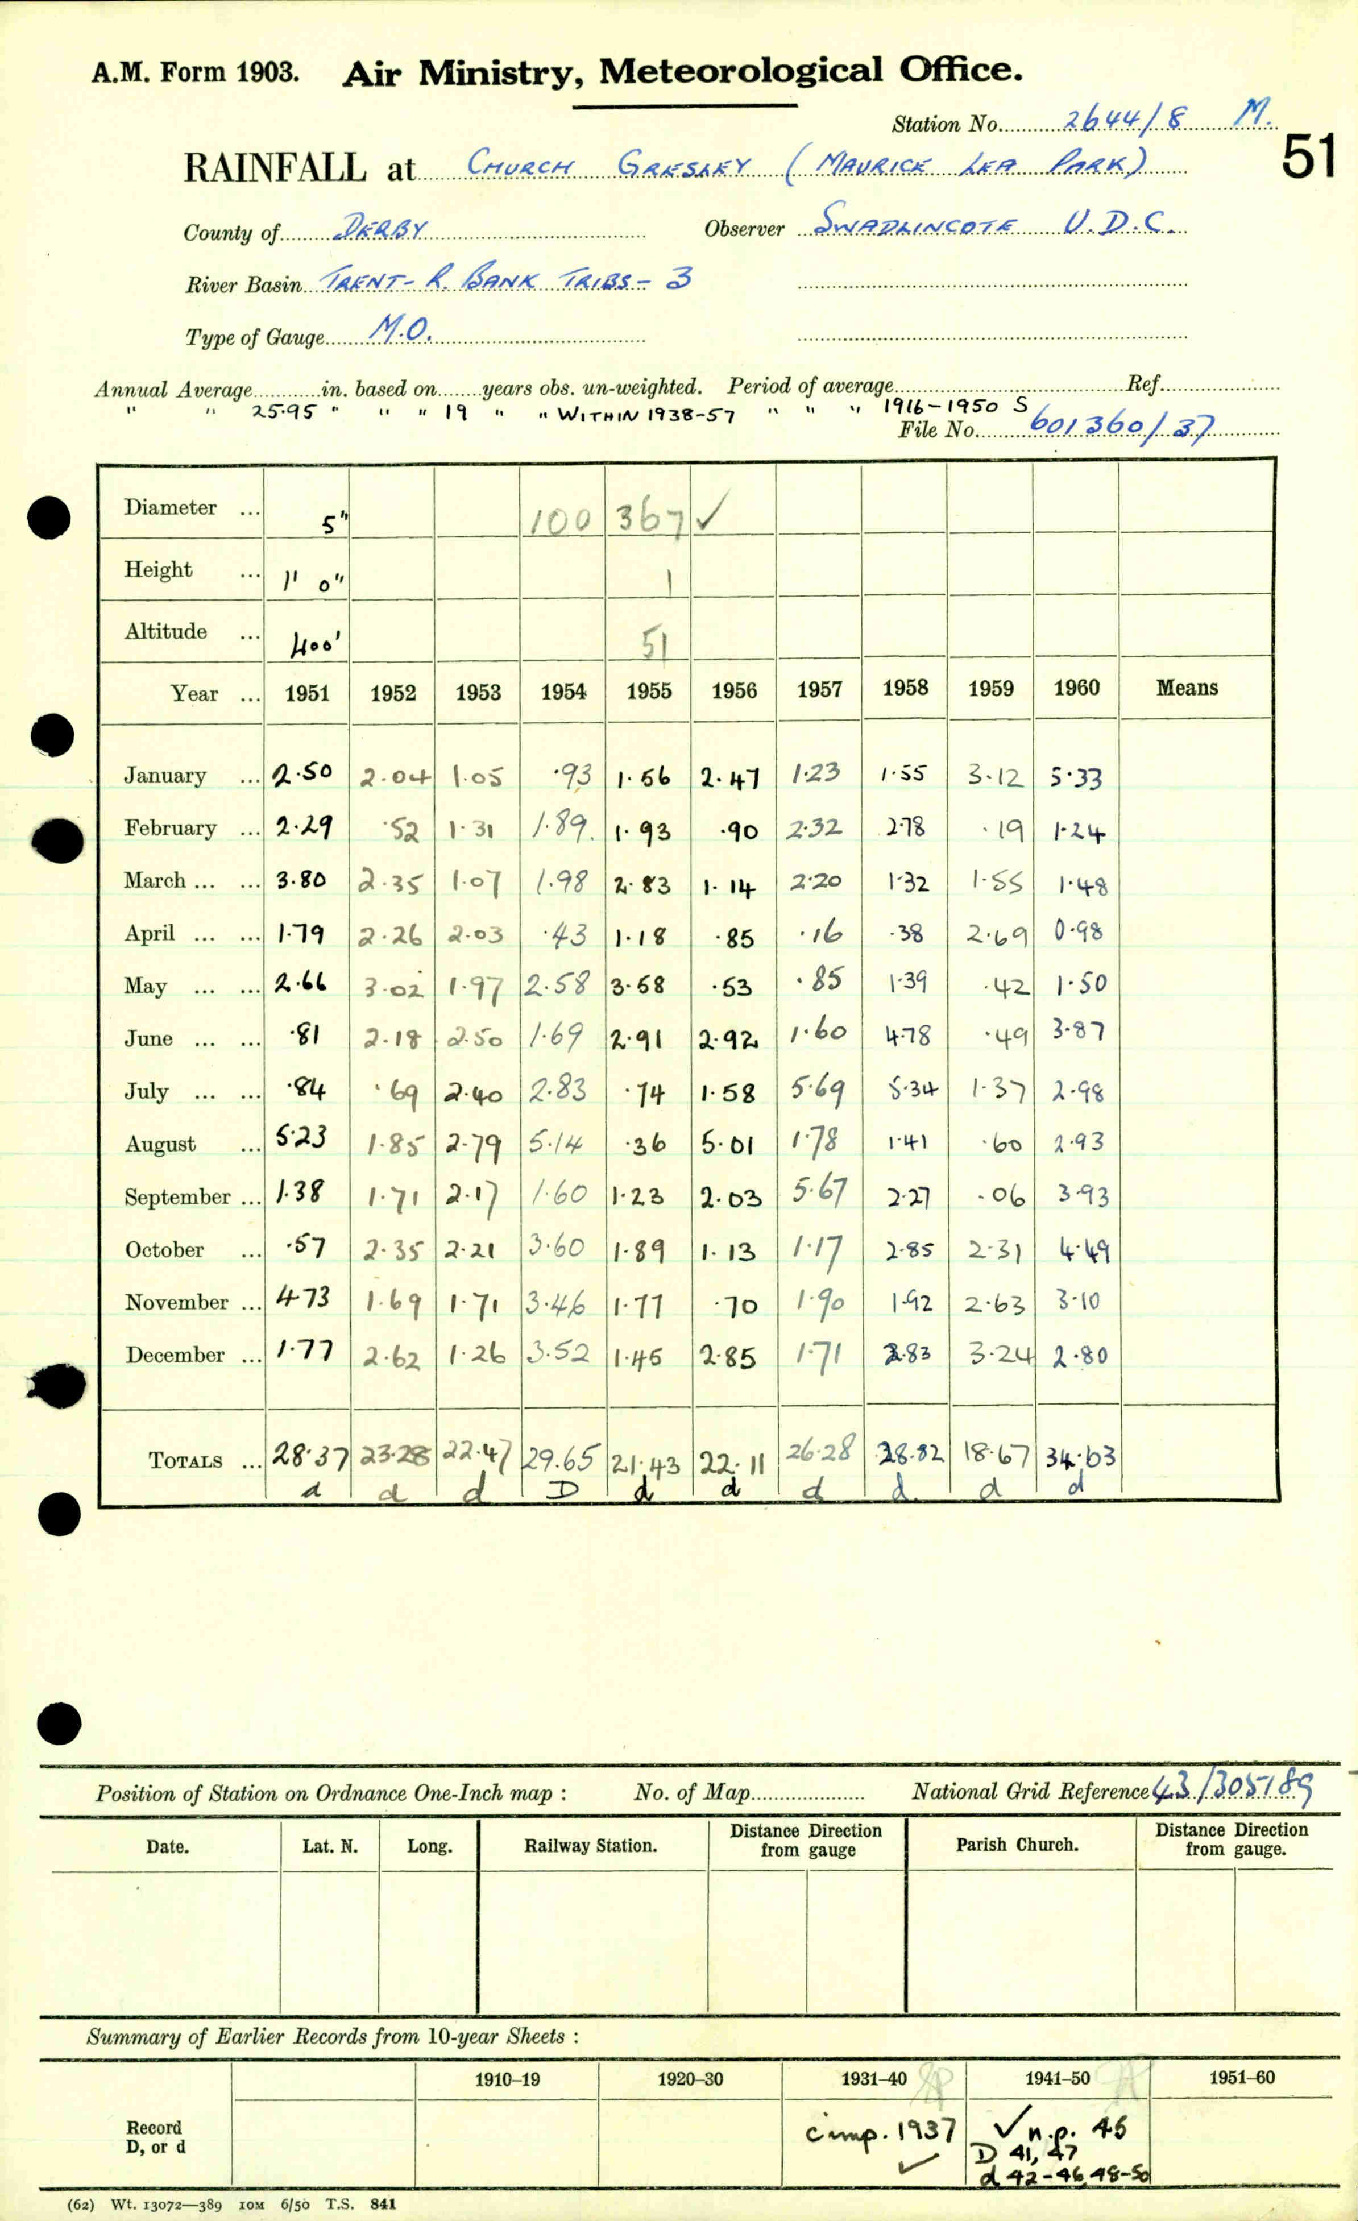 A.M. Form 1903. Air Ministry, Meteorological Office.
Station No. 2644/8 M.
51
RAINFALL at CHURCH GRESLEY (MAURICE LEA PARK)
County of DERBY Observer SWADLINCOTE U.D.C.
River Basin TRENT - R. BANK TRIBS - 3
Type of Gauge M.O.
Annual Average in. based on years obs. un-weighted. Period of average Ref.
" " 25.95 " " " 19 " " WITHIN 1938-57 " " " 1916-1950 S
File No. 601360/37
Diameter ... 5" 100 367 ✓
Height ... 1' 0" 1
Altitude ... 400' 51
Year ... 1951 1952 1953 1954 1955 1956 1957 1958 1959 1960 Means
January ... 2.50 2.04 1.05 .93 1.56 2.47 1.23 1.55 3.12 5.33
February ... 2.29 .52 1.31 1.89 1.93 .90 2.32 2.78 .19 1.24
March ... ... 3.80 2.35 1.07 1.98 2.83 1.14 2.20 1.32 1.55 1.48
April ... ... 1.79 2.26 2.03 .43 1.18 .85 .16 .38 2.69 0.98
May ... ... 2.66 3.02 1.97 2.58 3.58 .53 .85 1.39 .42 1.50
June ... ... .81 2.18 2.50 1.69 2.91 2.92 1.60 4.78 .49 3.87
July ... ... .84 .69 2.40 2.83 .74 1.58 5.69 5.34 1.37 2.98
August ... 5.23 1.85 2.79 5.14 .36 5.01 1.78 1.41 .60 2.93
September ... 1.38 1.71 2.17 1.60 1.23 2.03 5.67 2.27 .06 3.93
October ... .57 2.35 2.21 3.60 1.89 1.13 1.17 2.85 2.31 4.49
November ... 4.73 1.69 1.71 3.46 1.77 .70 1.90 1.92 2.63 3.10
December ... 1.77 2.62 1.26 3.52 1.45 2.85 1.71 2.83 3.24 2.80
TOTALS ... 28.37 23.28 22.47 29.65 21.43 22.11 26.28 28.82 18.67 34.63
d d d D d d d d d d
Position of Station on Ordnance One-Inch map : No. of Map National Grid Reference 43/305189
Date. Lat. N. Long. Railway Station. Distance from gauge Direction Parish Church. Distance Direction from gauge.
Summary of Earlier Records from 10-year Sheets :
1910–19 1920–30 1931–40 1941–50 1951–60
Record D, or d cimp. 1937 ✓ ✓ n.p. 45
D 41, 47
d 42-46, 48-50
(62) Wt. 13072—389 10M 6/50 T.S. 841